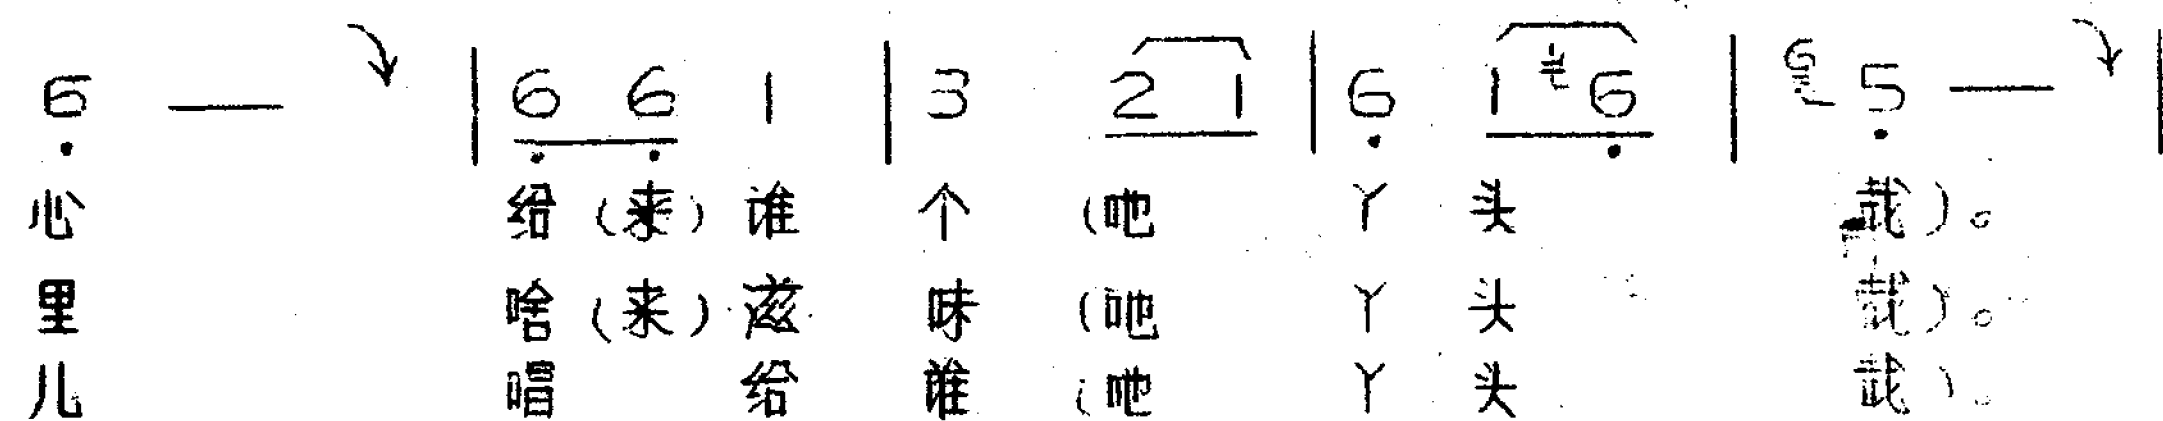 6 — | 6 6 1 | 3 2 1 | 6 1 6 | 6 5 — |
心 给（来）谁 个 （吔 丫 头 哉）。
里 啥（来）滋 味 （吔 丫 头 哉）。
儿 唱 给 谁 （吔 丫 头 哉）。